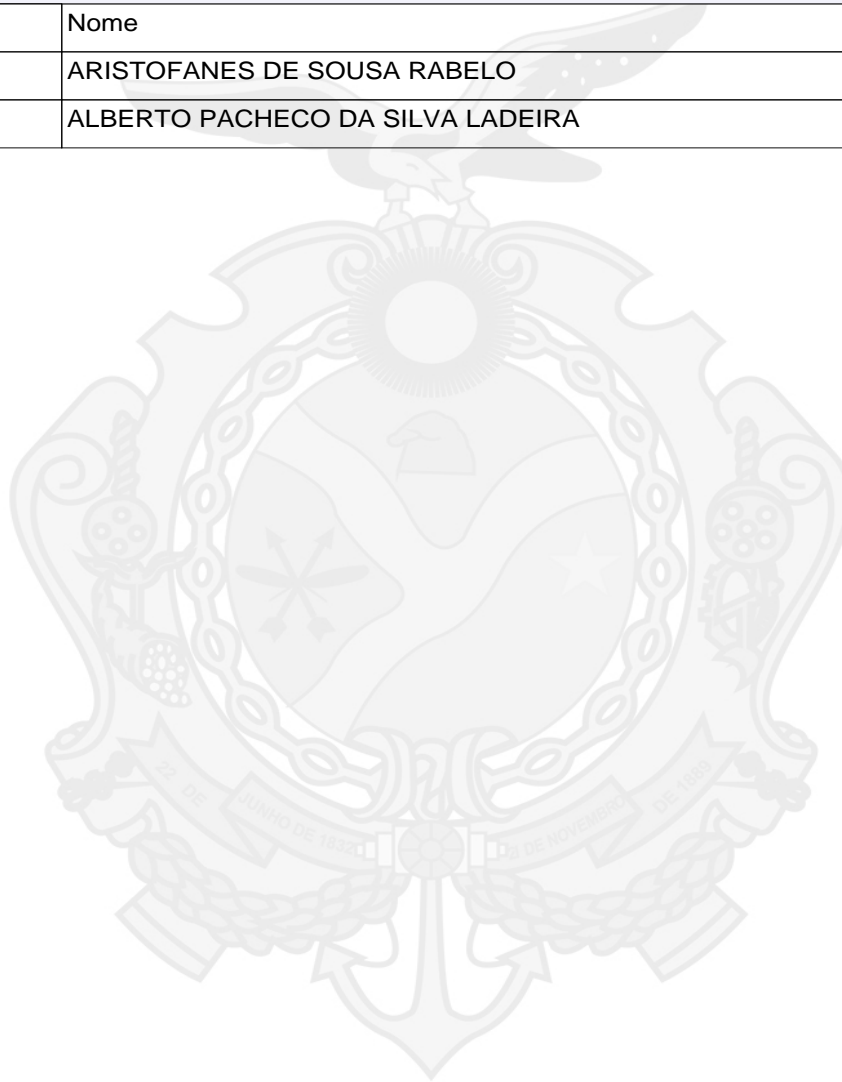 Nome
ARISTOFANES DE SOUSA RABELO
ALBERTO PACHECO DA SILVA LADEIRA
22 DE
JUNHO DE 1832
DE NOVEMBRO
DE 1889